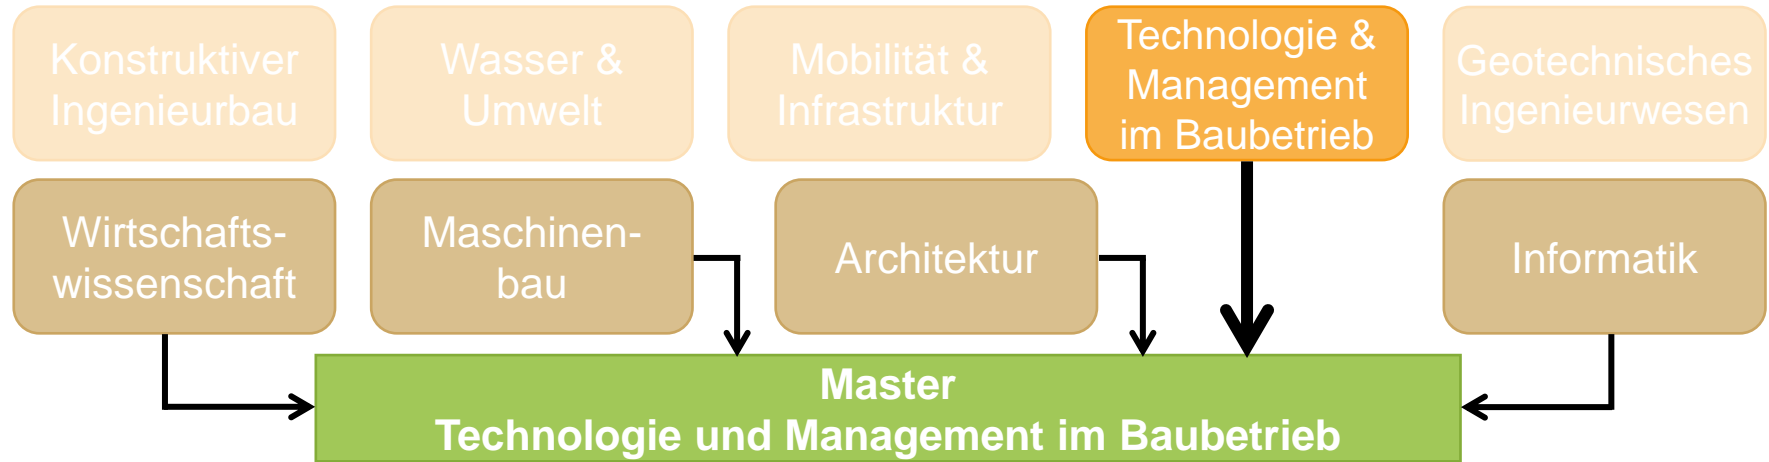 Konstruktiver
Ingenieurbau
Wasser &
Umwelt
Mobilität &
Infrastruktur
Technologie &
Management
im Baubetrieb
Geotechnisches
Ingenieurwesen
Wirtschafts-
wissenschaft
Maschinen-
bau
Architektur
Informatik
Master
Technologie und Management im Baubetrieb